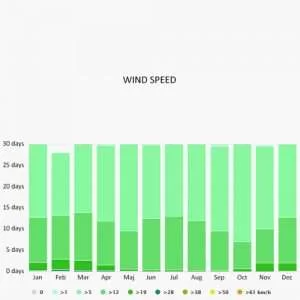 WIND SPEED
30 days
25 days
20 days
15 days
10 days
5 days
0 days
Jan Feb Mar Apr Maj Jun Jul Aug Sep Oct Nov Dec
0 >1 >5 >12 >19 >28 >38 >50 >61 km/h